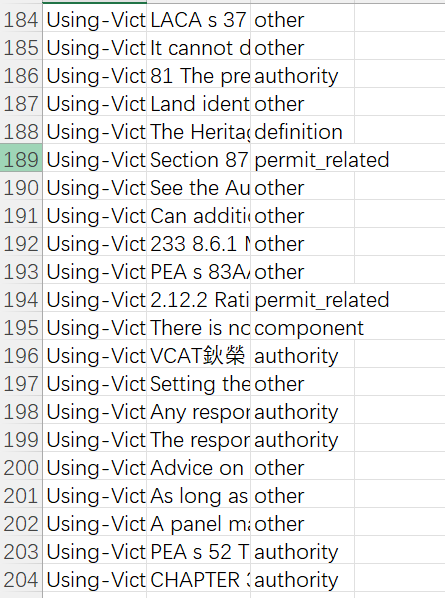 184 Using-Vict LACA s 37 other
185 Using-Vict It cannot d other
186 Using-Vict 81 The pre authority
187 Using-Vict Land ident other
188 Using-Vict The Heritag definition
189 Using-Vict Section 87 permit_related
190 Using-Vict See the Au other
191 Using-Vict Can additi other
192 Using-Vict 233 8.6.1 other
193 Using-Vict PEA s 83A other
194 Using-Vict 2.12.2 Rati permit_related
195 Using-Vict There is no component
196 Using-Vict VCAT鈥榮 authority
197 Using-Vict Setting the other
198 Using-Vict Any respon authority
199 Using-Vict The respon authority
200 Using-Vict Advice on other
201 Using-Vict As long as other
202 Using-Vict A panel ma other
203 Using-Vict PEA s 52 T authority
204 Using-Vict CHAPTER authority